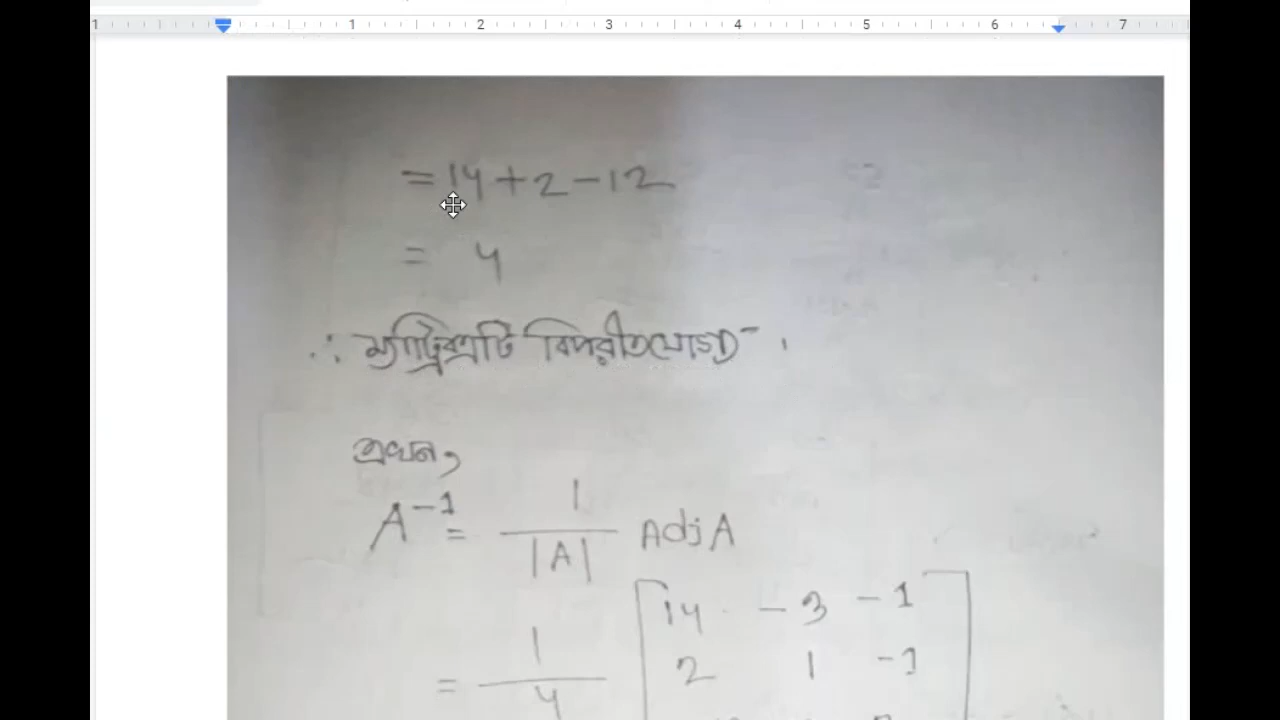 1 1 2 3 4 5 6 7
= 14 + 2 - 12
= 4
∴ ম্যাট্রিক্সটি বিপরীতযোগ্য ।
এখন,
A⁻¹ = 1/|A| Adj A
= 1/4 [ 14 -3 -1
2 1 -1